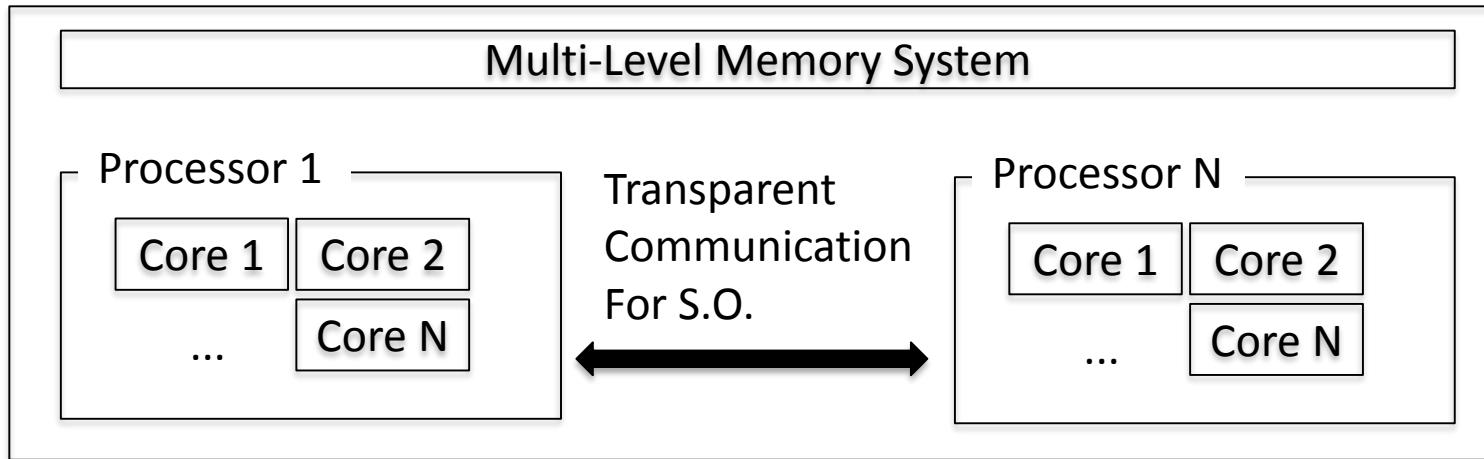 Multi-Level Memory System
Processor 1
Core 1 Core 2
... Core N
Transparent
Communication
For S.O.
Processor N
Core 1 Core 2
... Core N